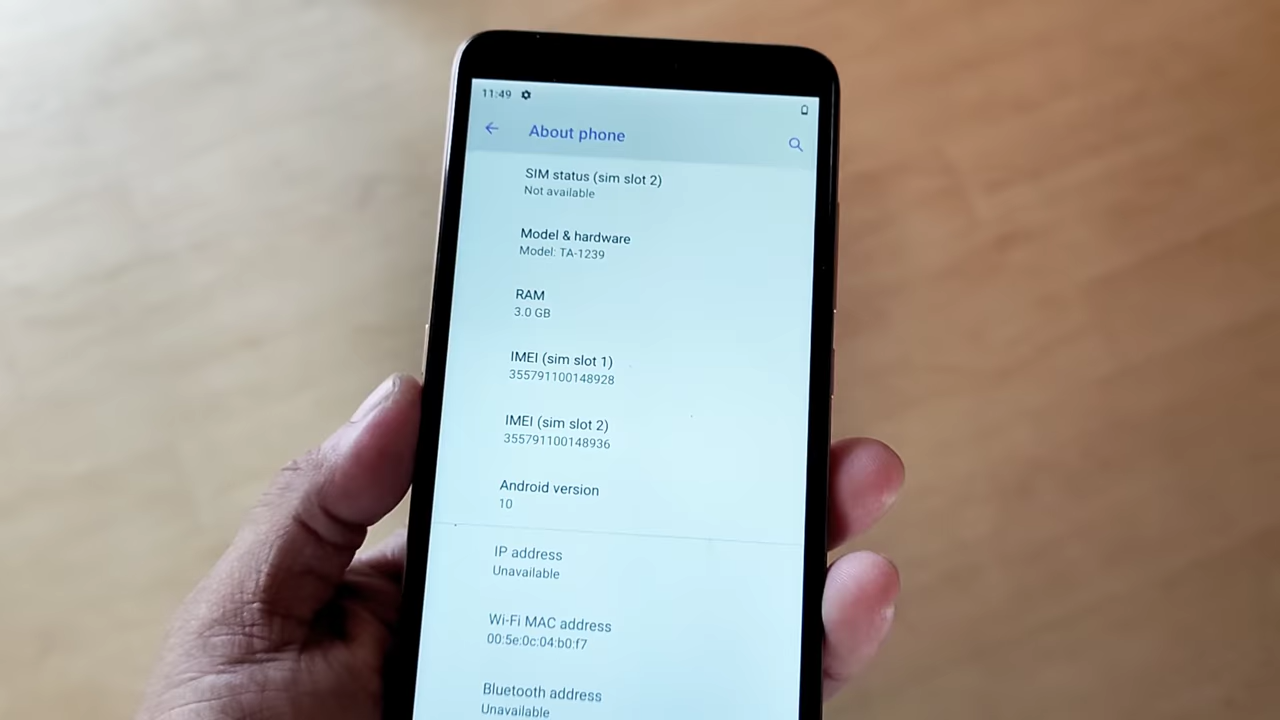 11:49
About phone
SIM status (sim slot 2)
Not available
Model & hardware
Model: TA-1239
RAM
3.0 GB
IMEI (sim slot 1)
355791100148928
IMEI (sim slot 2)
355791100148936
Android version
10
IP address
Unavailable
Wi-Fi MAC address
00:5e:0c:04:b0:f7
Bluetooth address
Unavailable